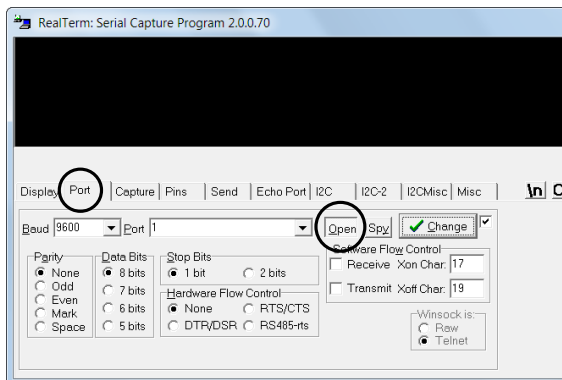 RealTerm: Serial Capture Program 2.0.0.70
Display Port Capture Pins Send Echo Port I2C I2C-2 I2CMisc Misc \n
Baud 9600 Port 1 Open Spy Change
Parity Data Bits Stop Bits Software Flow Control
None 8 bits 1 bit 2 bits Receive Xon Char: 17
Odd 7 bits
Even 6 bits Hardware Flow Control Transmit Xoff Char: 19
Mark 5 bits None RTS/CTS
Space DTR/DSR RS485-rts
Winsock is:
Raw
Telnet